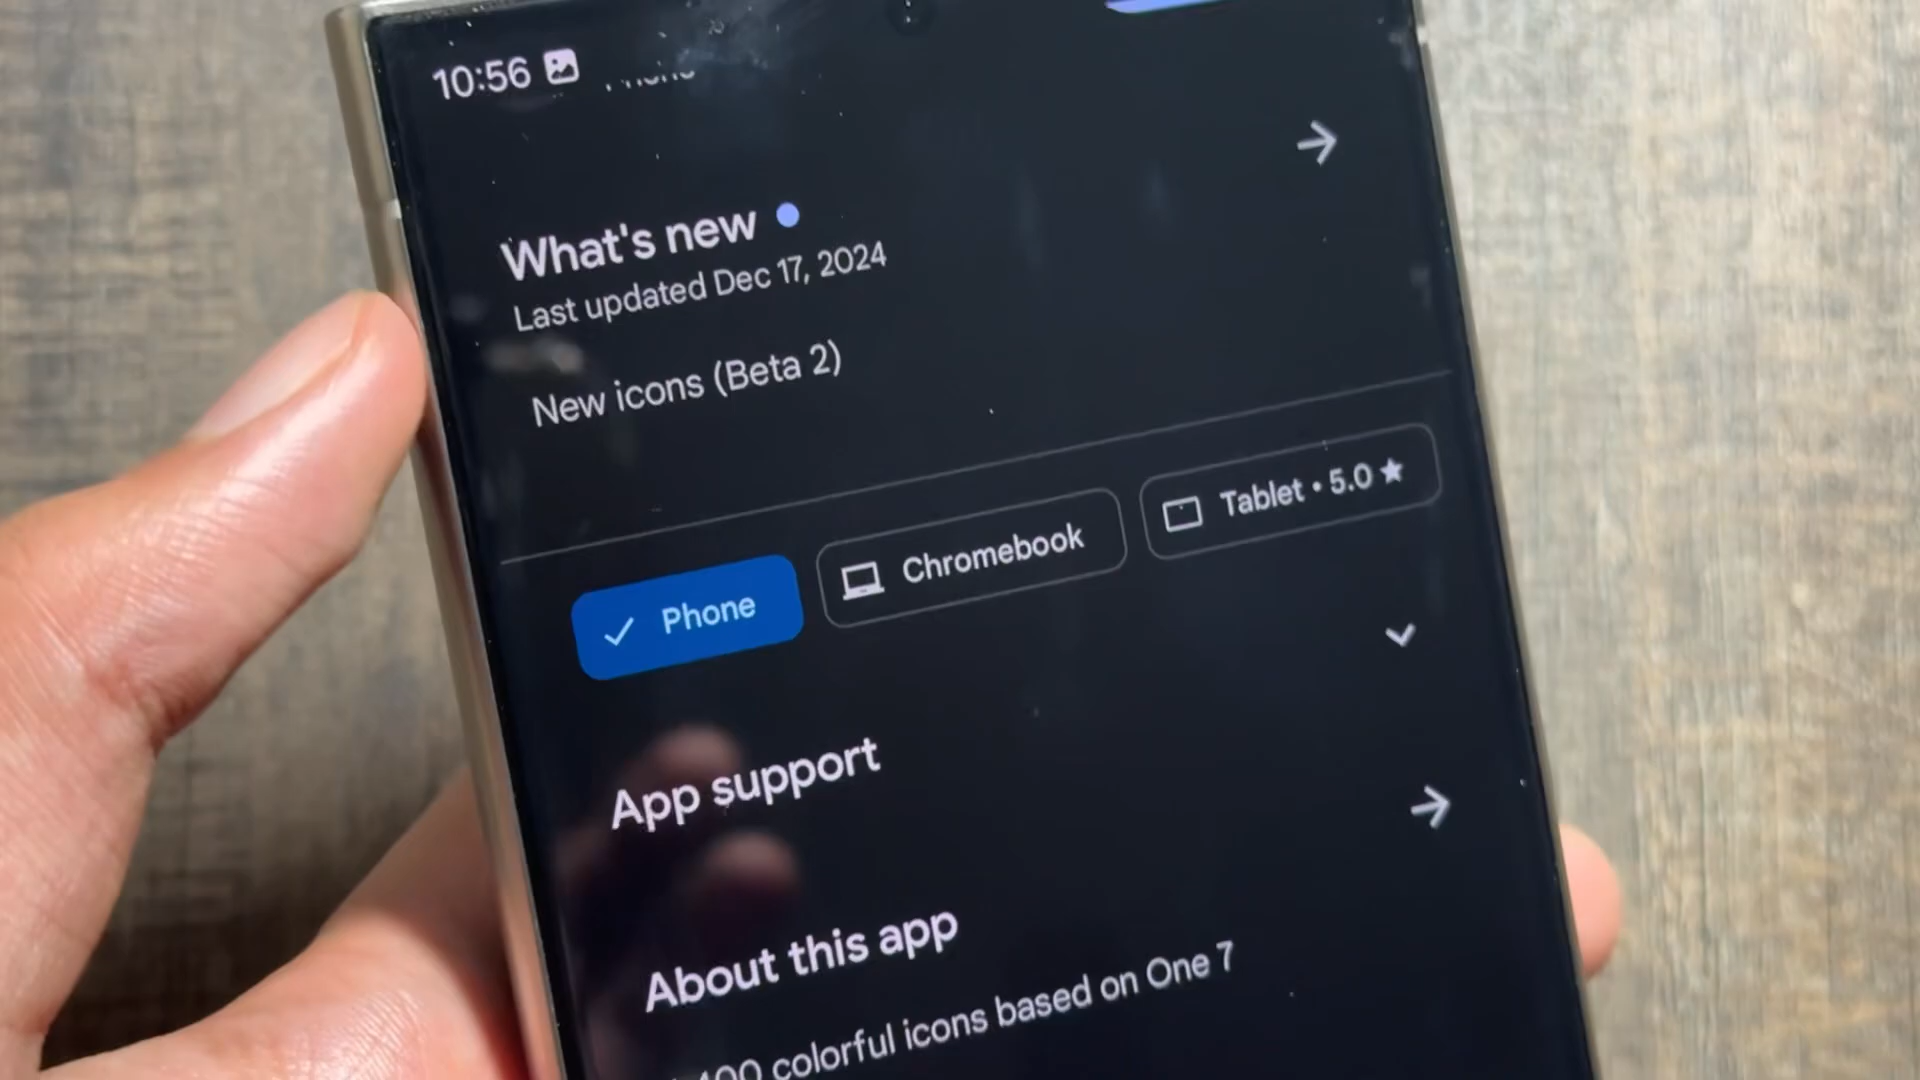 10:56
What's new
Last updated Dec 17, 2024
New icons (Beta 2)
Phone
Chromebook
Tablet • 5.0 ★
App support
About this app
400 colorful icons based on One 7